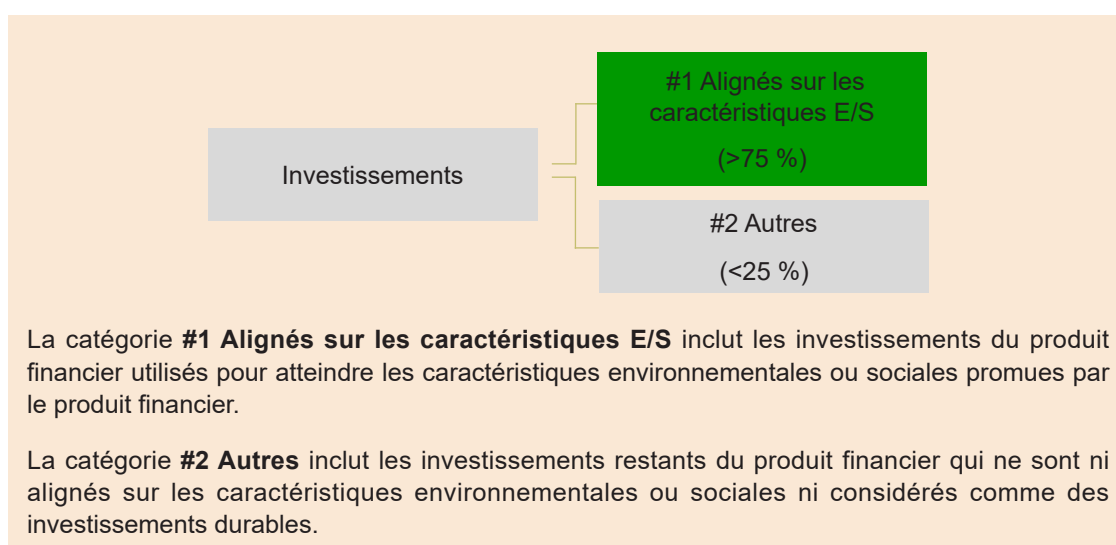 #1 Alignés sur les
caractéristiques E/S
(>75 %)
Investissements
#2 Autres
(<25 %)
La catégorie #1 Alignés sur les caractéristiques E/S inclut les investissements du produit
financier utilisés pour atteindre les caractéristiques environnementales ou sociales promues par
le produit financier.
La catégorie #2 Autres inclut les investissements restants du produit financier qui ne sont ni
alignés sur les caractéristiques environnementales ou sociales ni considérés comme des
investissements durables.